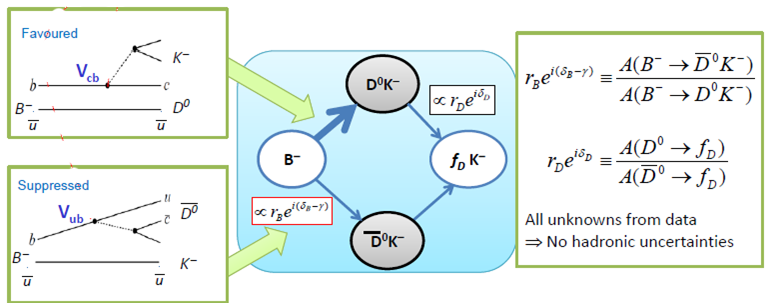 Favoured
K⁻
V_cb
b
c
B⁻
D⁰
u̅
u̅
Suppressed
u
V_ub
c̅
D̅⁰
b
B⁻
K⁻
u̅
u̅
D⁰K⁻
∝ r_D e^{iδ_D}
B⁻
f_D K⁻
∝ r_B e^{i(δ_B−γ)}
D̅⁰K⁻
r_B e^{i(δ_B−γ)} ≡ A(B⁻ → D̅⁰K⁻) / A(B⁻ → D⁰K⁻)
r_D e^{iδ_D} ≡ A(D⁰ → f_D) / A(D̅⁰ → f_D)
All unknowns from data
⇒ No hadronic uncertainties